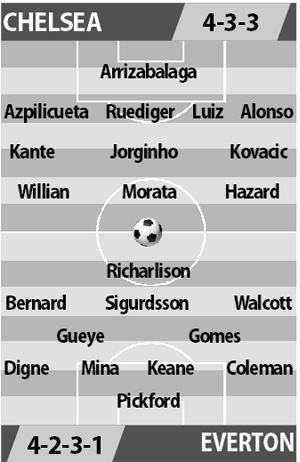 CHELSEA 4-3-3
Arrizabalaga
Azpilicueta Ruediger Luiz Alonso
Kante Jorginho Kovacic
Willian Morata Hazard
Richarlison
Bernard Sigurdsson Walcott
Gueye Gomes
Digne Mina Keane Coleman
Pickford
4-2-3-1 EVERTON